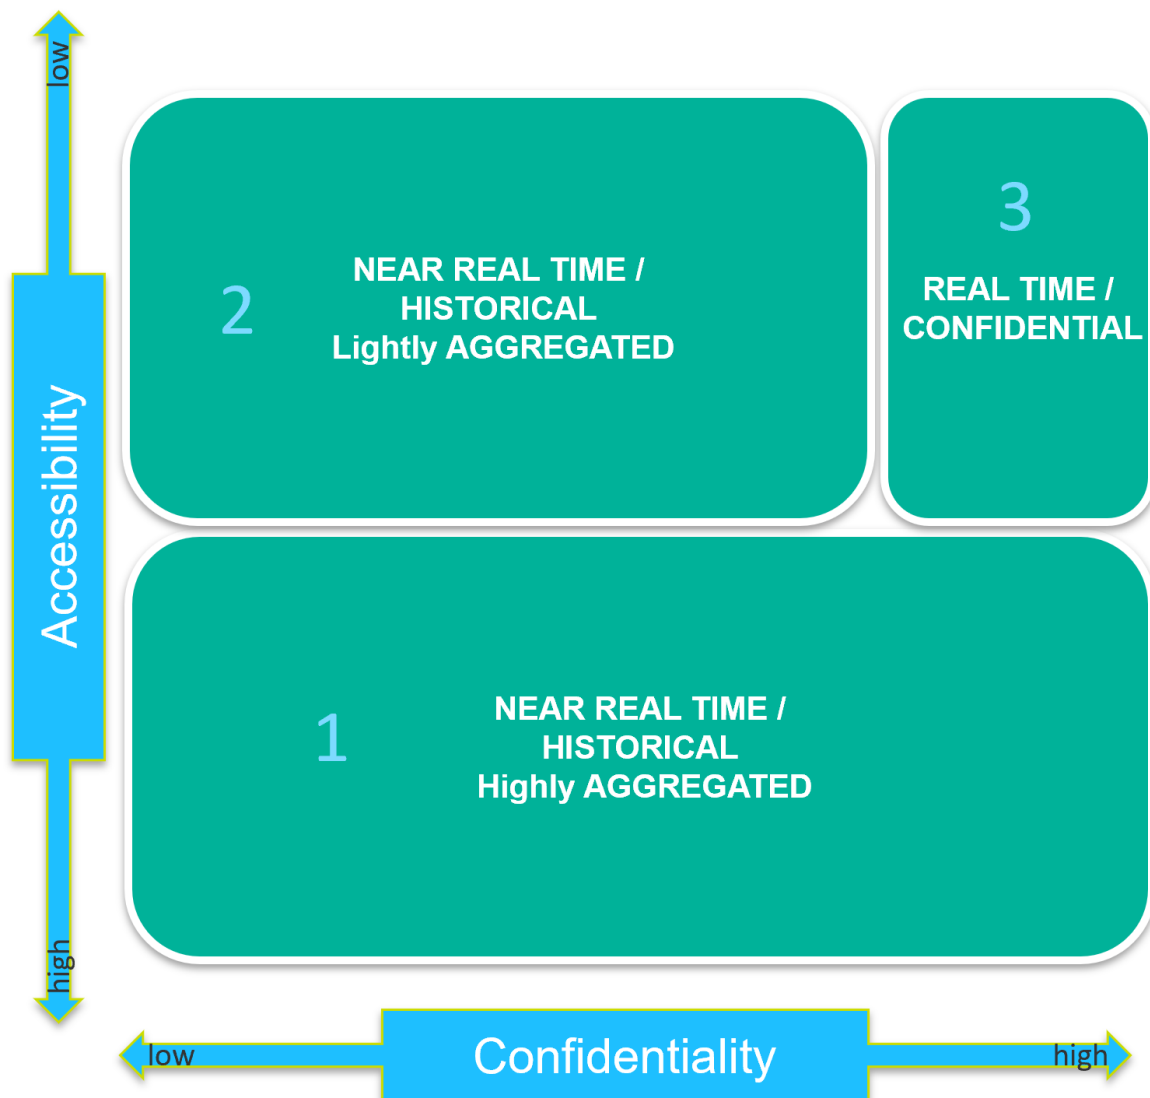 low
3
NEAR REAL TIME /
HISTORICAL
Lightly AGGREGATED
2
REAL TIME /
CONFIDENTIAL
Accessibility
1
NEAR REAL TIME /
HISTORICAL
Highly AGGREGATED
high
low
Confidentiality
high